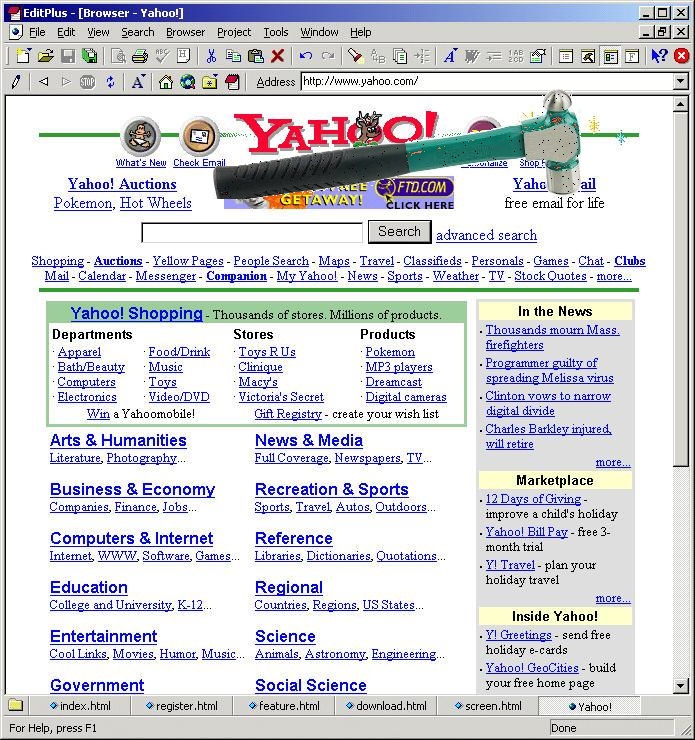 EditPlus - [Browser - Yahoo!]
File Edit View Search Browser Project Tools Window Help
Address http://www.yahoo.com/
YAHOO!
What's New Check Email
Yahoo! Auctions
Pokemon, Hot Wheels
GETAWAY!
FTD.COM
CLICK HERE
free email for life
Search advanced search
Shopping - Auctions - Yellow Pages - People Search - Maps - Travel - Classifieds - Personals - Games - Chat - Clubs
Mail - Calendar - Messenger - Companion - My Yahoo! - News - Sports - Weather - TV - Stock Quotes - more...
Yahoo! Shopping - Thousands of stores. Millions of products.
Departments Stores Products
· Apparel · Food/Drink · Toys R Us · Pokemon
· Bath/Beauty · Music · Clinique · MP3 players
· Computers · Toys · Macy's · Dreamcast
· Electronics · Video/DVD · Victoria's Secret · Digital cameras
Win a Yahoomobile! Gift Registry - create your wish list
Arts & Humanities
Literature, Photography...
Business & Economy
Companies, Finance, Jobs...
Computers & Internet
Internet, WWW, Software, Games...
Education
College and University, K-12...
Entertainment
Cool Links, Movies, Humor, Music...
Government
News & Media
Full Coverage, Newspapers, TV...
Recreation & Sports
Sports, Travel, Autos, Outdoors...
Reference
Libraries, Dictionaries, Quotations...
Regional
Countries, Regions, US States...
Science
Animals, Astronomy, Engineering...
Social Science
In the News
· Thousands mourn Mass.
firefighters
· Programmer guilty of
spreading Melissa virus
· Clinton vows to narrow
digital divide
· Charles Barkley injured,
will retire
more...
Marketplace
· 12 Days of Giving -
improve a child's holiday
· Yahoo! Bill Pay - free 3-
month trial
· Y! Travel - plan your
holiday travel
more...
Inside Yahoo!
· Y! Greetings - send free
holiday e-cards
· Yahoo! GeoCities - build
your free home page
index.html register.html feature.html download.html screen.html Yahoo!
For Help, press F1 Done